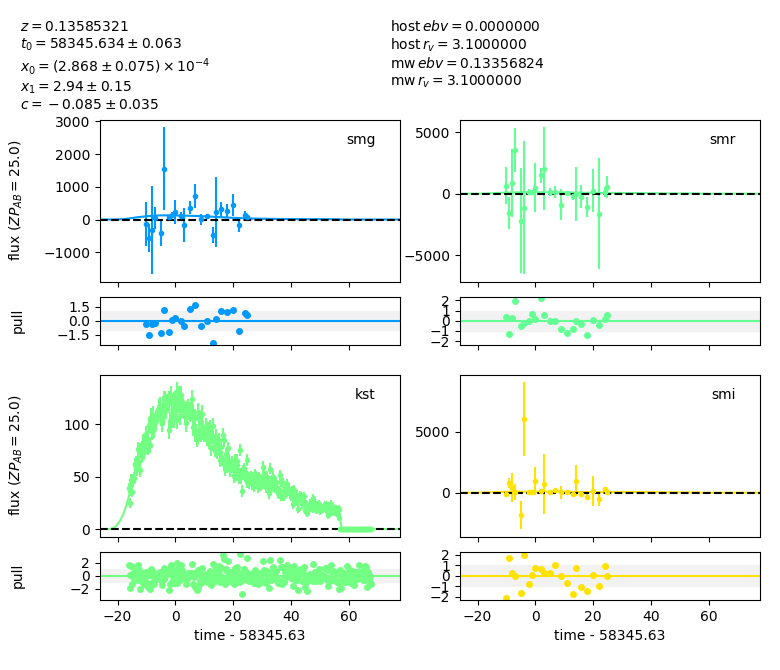 z = 0.13585321
t₀ = 58345.634 ± 0.063
x₀ = (2.868 ± 0.075) × 10⁻⁴
x₁ = 2.94 ± 0.15
c = −0.085 ± 0.035
host ebv = 0.0000000
host r_v = 3.1000000
mw ebv = 0.13356824
mw r_v = 3.1000000
flux (ZP_AB = 25.0)
3000
2000
1000
0
−1000
smg
5000
0
−5000
smr
pull
1.5
0.0
−1.5
2
1
0
−1
−2
flux (ZP_AB = 25.0)
100
50
0
kst
5000
0
smi
pull
2
0
−2
−20
0
20
40
60
time - 58345.63
2
1
0
−1
−2
−20
0
20
40
60
time - 58345.63